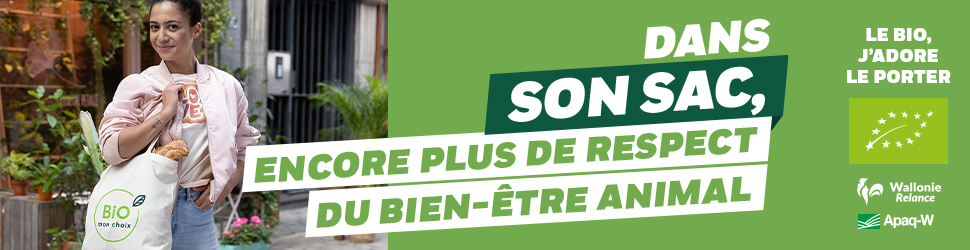 DANS
SON SAC,
ENCORE PLUS DE RESPECT
DU BIEN-ÊTRE ANIMAL
LE BIO,
J'ADORE
LE PORTER
Wallonie
Relance
Apaq-W
BiO
mon choix